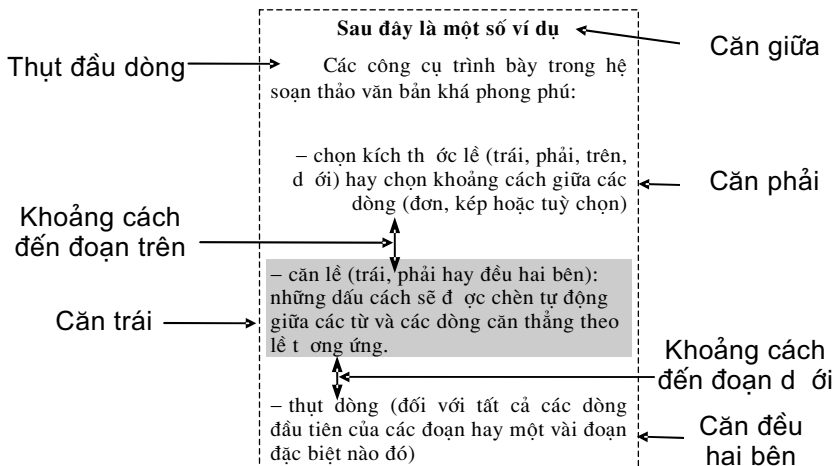 Sau đây là một số ví dụ
Căn giữa
Thụt đầu dòng
Các công cụ trình bày trong hệ
soạn thảo văn bản khá phong phú:
– chọn kích th ớc lề (trái, phải, trên,
d ới) hay chọn khoảng cách giữa các
dòng (đơn, kép hoặc tuỳ chọn)
Căn phải
Khoảng cách
đến đoạn trên
– căn lề (trái, phải hay đều hai bên):
những dấu cách sẽ đ ợc chèn tự động
giữa các từ và các dòng căn thẳng theo
lề t ơng ứng.
Căn trái
Khoảng cách
đến đoạn d ới
– thụt dòng (đối với tất cả các dòng
đầu tiên của các đoạn hay một vài đoạn
đặc biệt nào đó)
Căn đều
hai bên